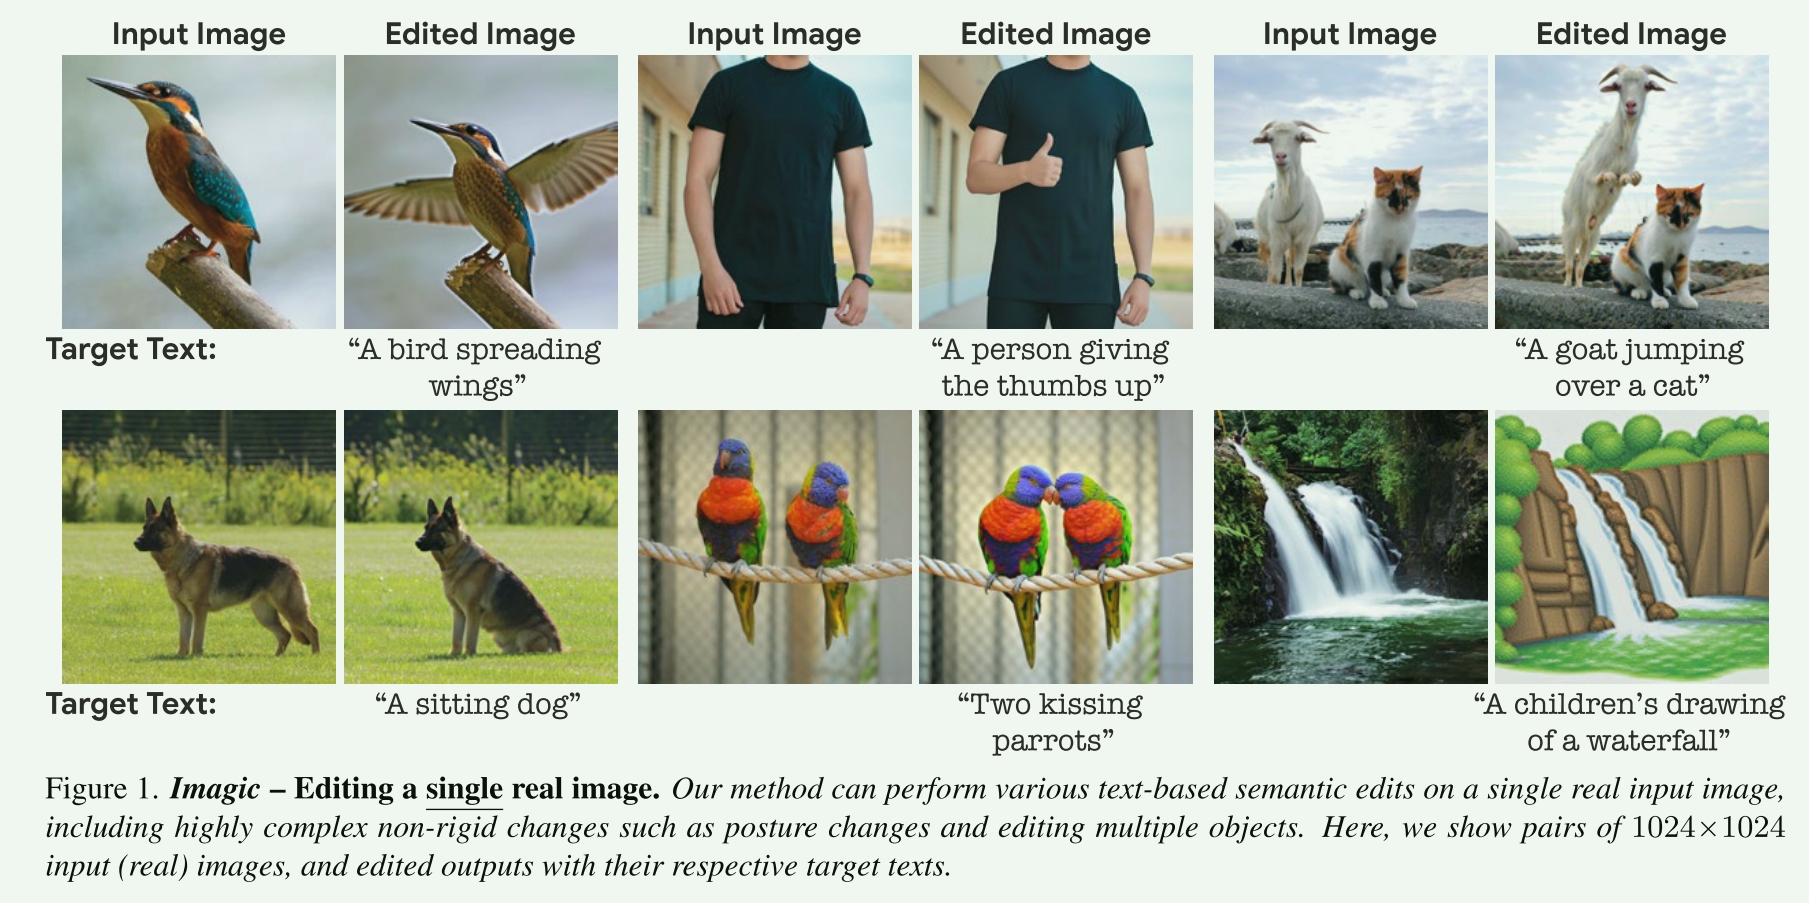 Input Image Edited Image Input Image Edited Image Input Image Edited Image
Target Text:
“A bird spreading
wings”
“A person giving
the thumbs up”
“A goat jumping
over a cat”
Target Text:
“A sitting dog”
“Two kissing
parrots”
“A children’s drawing
of a waterfall”
Figure 1. Imagic – Editing a single real image. Our method can perform various text-based semantic edits on a single real input image,
including highly complex non-rigid changes such as posture changes and editing multiple objects. Here, we show pairs of 1024×1024
input (real) images, and edited outputs with their respective target texts.